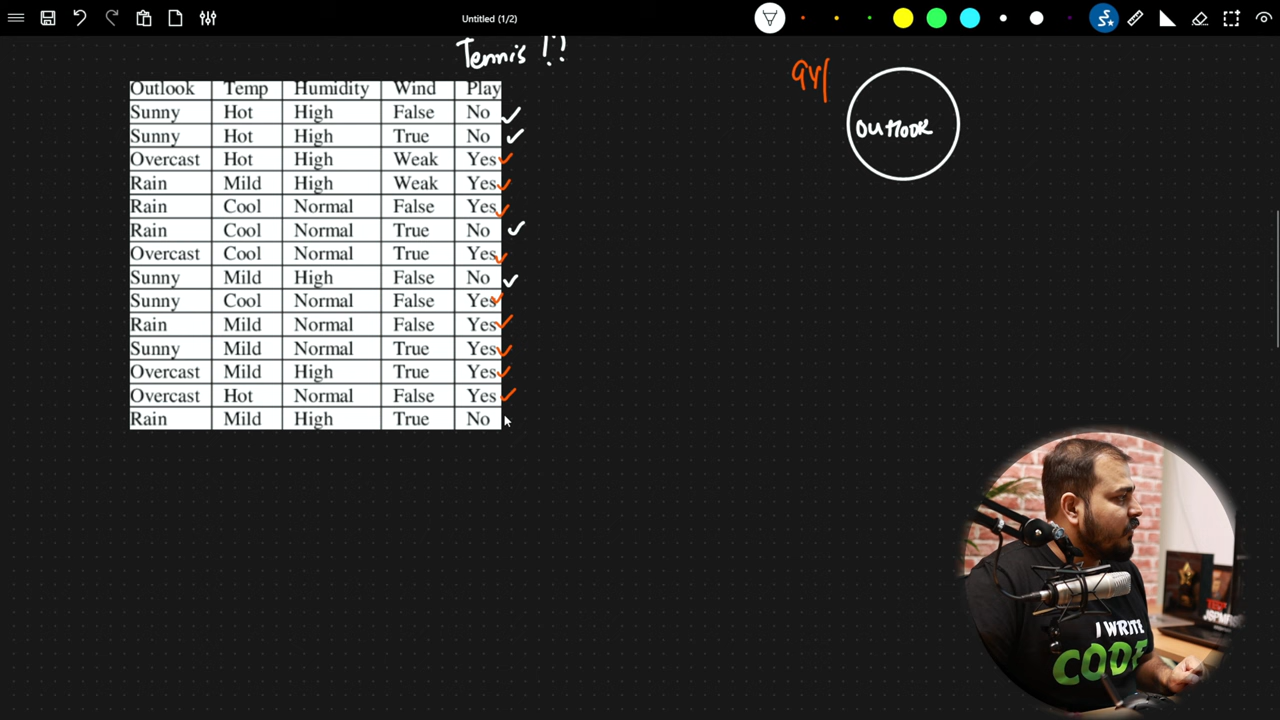 Untitled (1/2)
Tennis !?
Outlook Temp Humidity Wind Play
Sunny Hot High False No
Sunny Hot High True No
Overcast Hot High Weak Yes
Rain Mild High Weak Yes
Rain Cool Normal False Yes
Rain Cool Normal True No
Overcast Cool Normal True Yes
Sunny Mild High False No
Sunny Cool Normal False Yes
Rain Mild Normal False Yes
Sunny Mild Normal True Yes
Overcast Mild High True Yes
Overcast Hot Normal False Yes
Rain Mild High True No
9Y/
OUTLOOK
I WRITE
CODE